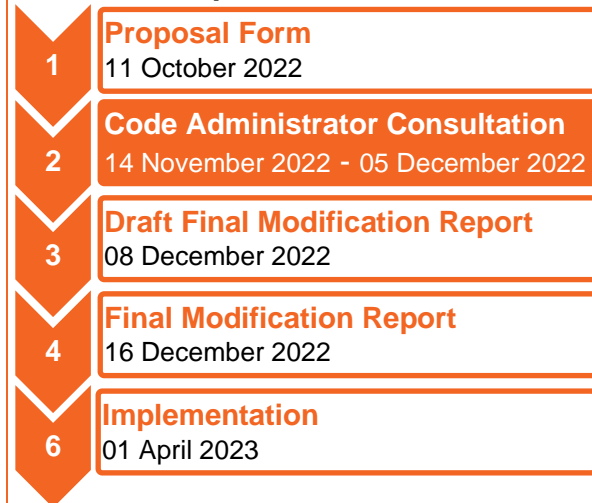 1
Proposal Form
11 October 2022
2
Code Administrator Consultation
14 November 2022 - 05 December 2022
3
Draft Final Modification Report
08 December 2022
4
Final Modification Report
16 December 2022
6
Implementation
01 April 2023